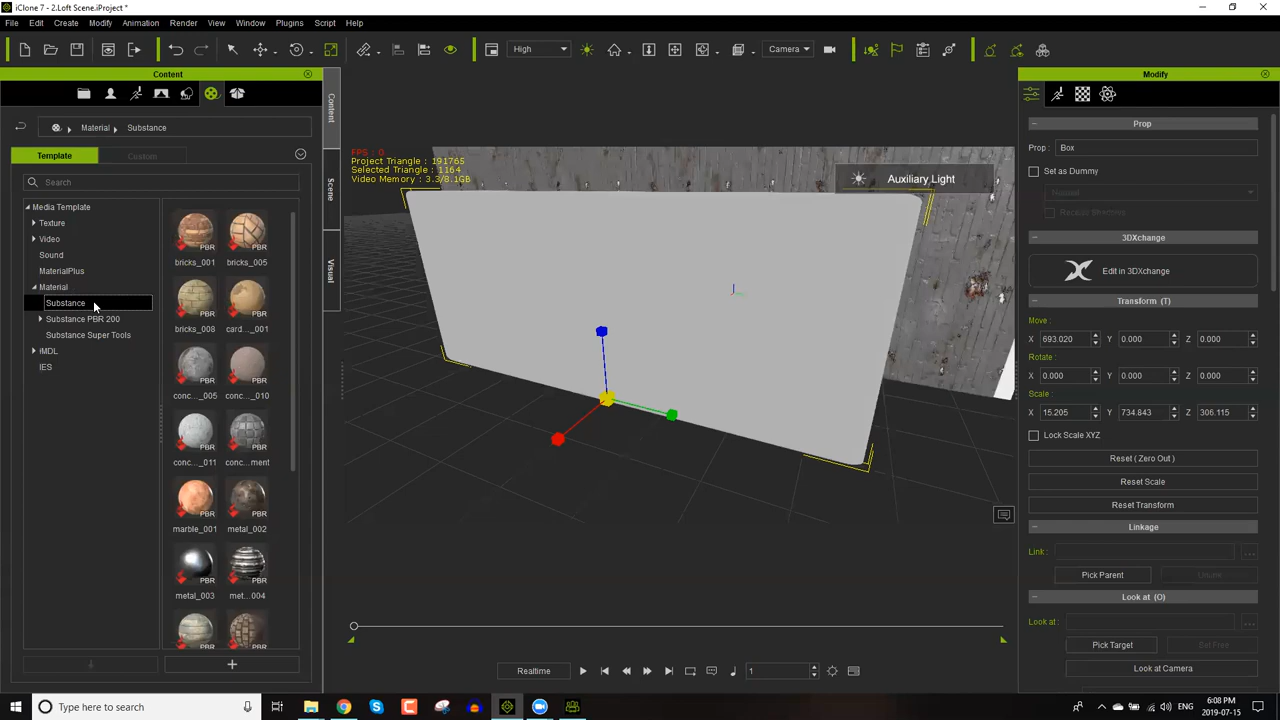 iClone 7 - 2.Loft Scene.iProject *
File Edit Create Modify Animation Render View Window Plugins Script Help
High
Camera
Content
Modify
Material Substance
Template Custom
Search
Media Template
Texture
Video
Sound
MaterialPlus
Material
Substance
Substance PBR 200
Substance Super Tools
iMDL
IES
PBR PBR
bricks_001 bricks_005
PBR PBR
bricks_008 card..._001
PBR PBR
conc..._005 conc..._010
PBR PBR
conc..._011 conc...ment
PBR PBR
marble_001 metal_002
PBR PBR
metal_003 met...004
PBR PBR
Content
Scene
Visual
FPS : 0
Project Triangle : 191765
Selected Triangle : 1164
Video Memory : 3.3/8.1GB
Auxiliary Light
Prop
Prop : Box
Set as Dummy
Normal
Receive Shadows
3DXchange
Edit in 3DXchange
Transform (T)
Move :
X 693.020 Y 0.000 Z 0.000
Rotate :
X 0.000 Y 0.000 Z 0.000
Scale :
X 15.205 Y 734.843 Z 306.115
Lock Scale XYZ
Reset ( Zero Out )
Reset Scale
Reset Transform
Linkage
Link :
Pick Parent Unlink
Look at (O)
Look at :
Pick Target Set Free
Look at Camera
Realtime 1
Type here to search
ENG
6:08 PM
2019-07-15